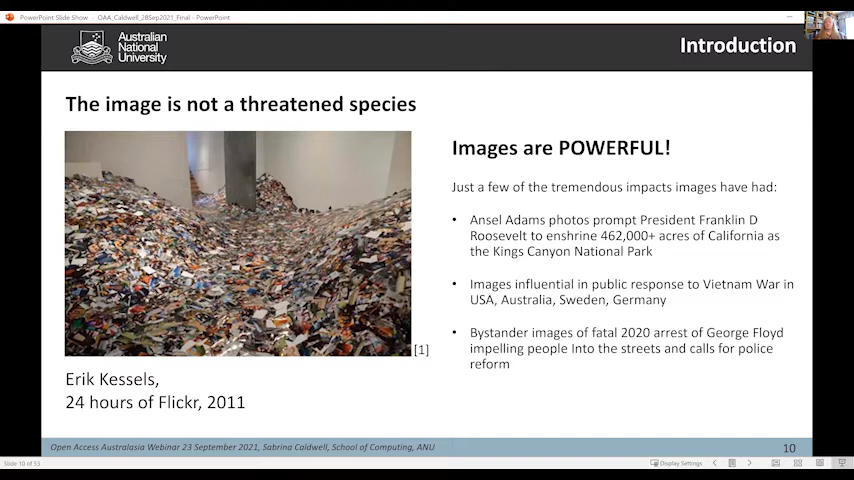 PowerPoint Slide Show - OAA_Caldwell_28Sep2021_Final - PowerPoint
Australian
National
University
Introduction
The image is not a threatened species
[1]
Erik Kessels,
24 hours of Flickr, 2011
Images are POWERFUL!
Just a few of the tremendous impacts images have had:
• Ansel Adams photos prompt President Franklin D
Roosevelt to enshrine 462,000+ acres of California as
the Kings Canyon National Park
• Images influential in public response to Vietnam War in
USA, Australia, Sweden, Germany
• Bystander images of fatal 2020 arrest of George Floyd
impelling people Into the streets and calls for police
reform
Open Access Australasia Webinar 23 September 2021, Sabrina Caldwell, School of Computing, ANU
10
Slide 10 of 53
Display Settings